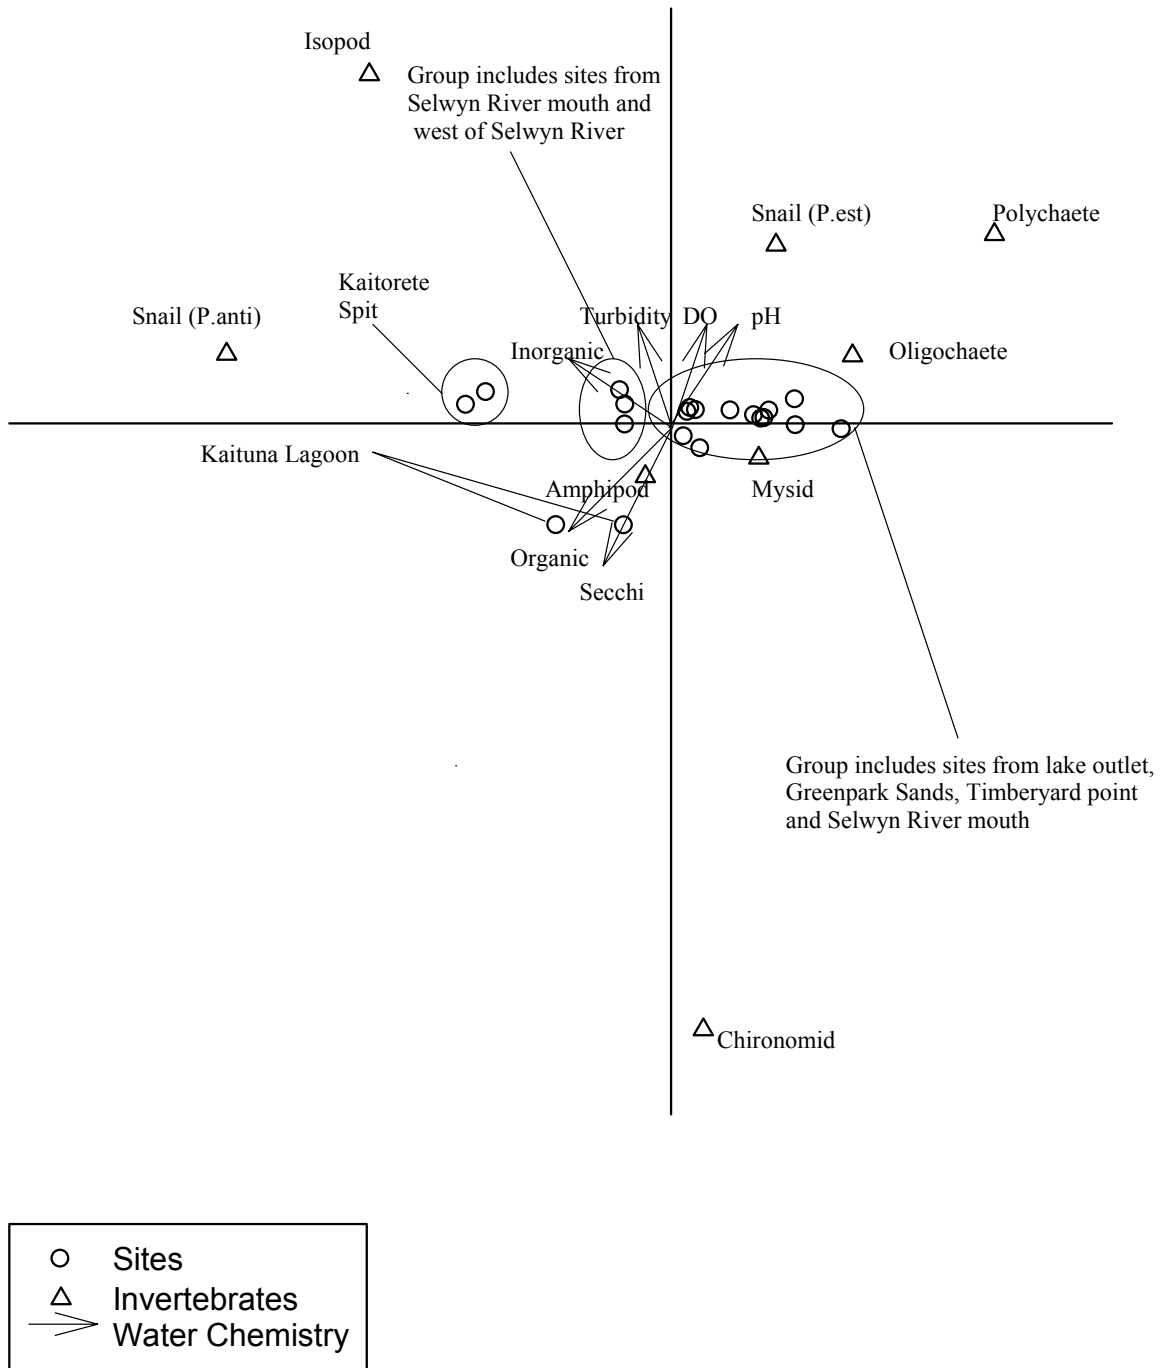 Isopod
Group includes sites from
Selwyn River mouth and
west of Selwyn River
Snail (P.est)
Polychaete
Kaitorete
Spit
Snail (P.anti)
Turbidity
DO
pH
Inorganic
Oligochaete
Kaituna Lagoon
Amphipod
Mysid
Organic
Secchi
Group includes sites from lake outlet,
Greenpark Sands, Timberyard point
and Selwyn River mouth
Chironomid
Sites
Invertebrates
Water Chemistry